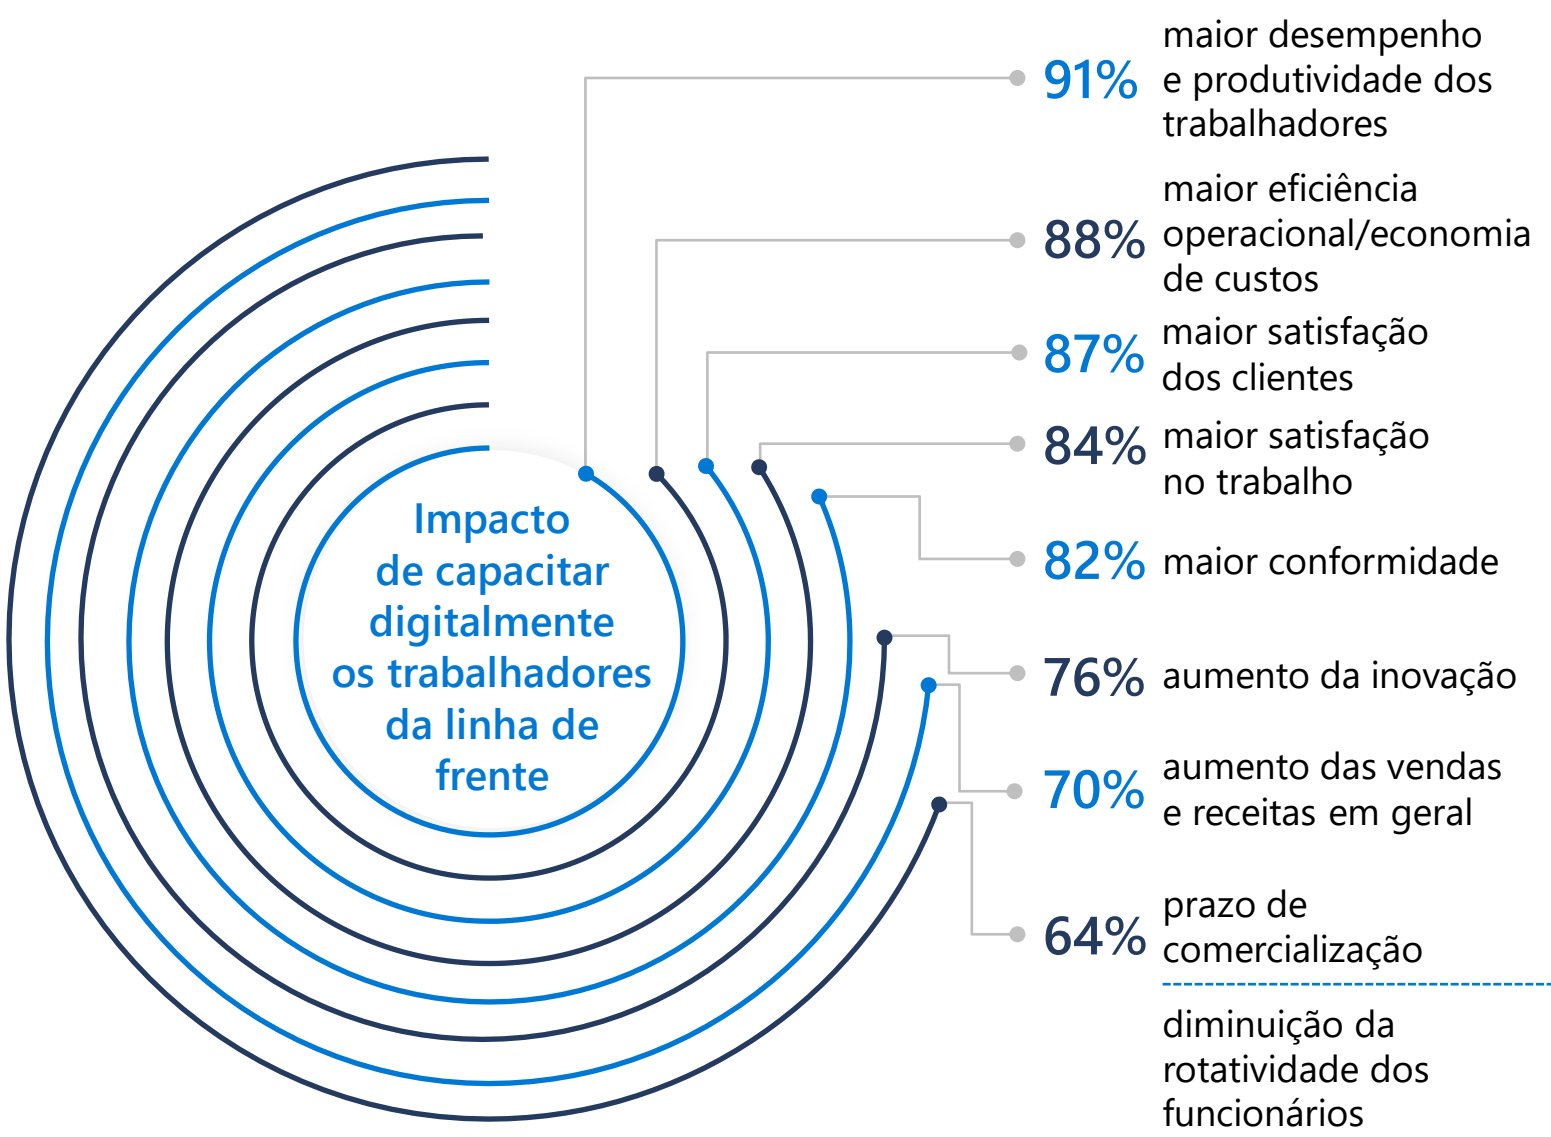 Impacto
de capacitar
digitalmente
os trabalhadores
da linha de
frente
91%
maior desempenho
e produtividade dos
trabalhadores
88%
maior eficiência
operacional/economia
de custos
87%
maior satisfação
dos clientes
84%
maior satisfação
no trabalho
82%
maior conformidade
76%
aumento da inovação
70%
aumento das vendas
e receitas em geral
64%
prazo de
comercialização
diminuição da
rotatividade dos
funcionários